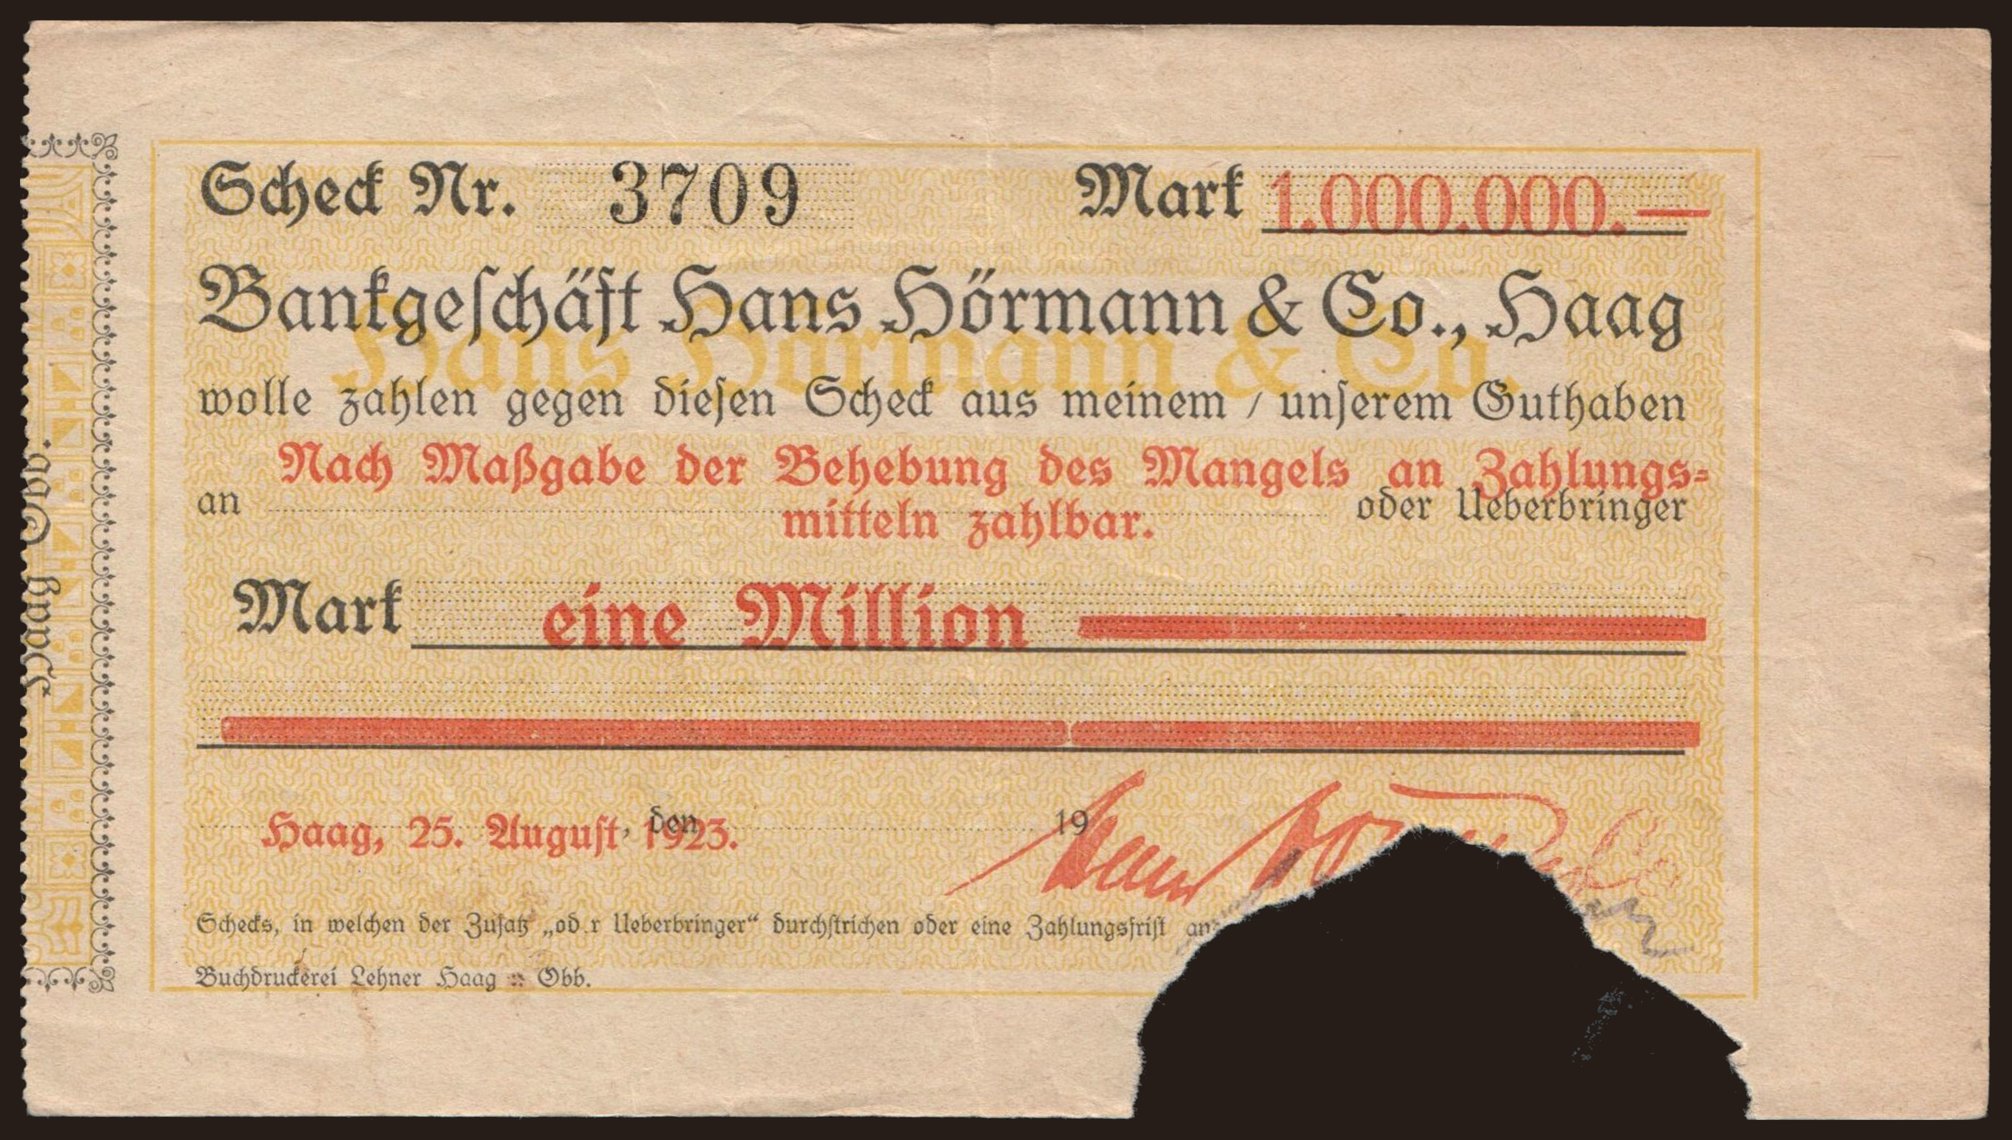 Scheck Nr. 3709 Mark 1.000.000.—
Bankgeschäft Hans Hörmann & Co., Haag
Hans Hörmann & Co.
wolle zahlen gegen diesen Scheck aus meinem / unserem Guthaben
Nach Maßgabe der Behebung des Mangels an Zahlungs-
an mitteln zahlbar. oder Ueberbringer
Mark eine Million
Haag, 25. August 1923. , den 19
Schecks, in welchen der Zusatz „od r Ueberbringer“ durchstrichen oder eine Zahlungsfrist
Buchdruckerei Lehner Haag :: Obb.
Haag Obb.